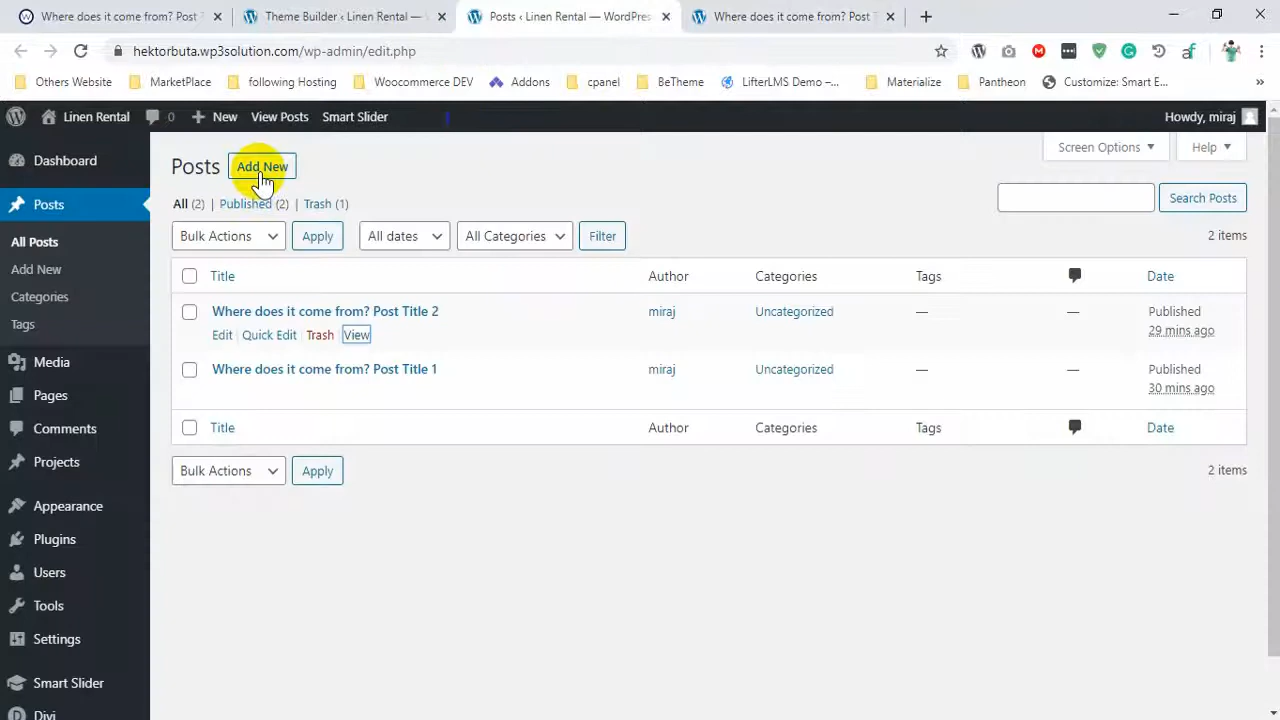 Where does it come from? Post T
Theme Builder ‹ Linen Rental —
Posts ‹ Linen Rental — WordPres
Where does it come from? Post T
hektorbuta.wp3solution.com/wp-admin/edit.php
Others Website
MarketPlace
following Hosting
Woocommerce DEV
Addons
cpanel
BeTheme
LifterLMS Demo –...
Materialize
Pantheon
Customize: Smart E...
»
Linen Rental
0
New
View Posts
Smart Slider
Howdy, miraj
Dashboard
Posts
All Posts
Add New
Categories
Tags
Media
Pages
Comments
Projects
Appearance
Plugins
Users
Tools
Settings
Smart Slider
Divi
Posts Add New
Screen Options
Help
All (2) | Published (2) | Trash (1)
Search Posts
Bulk Actions Apply All dates All Categories Filter
2 items
Title Author Categories Tags Date
Where does it come from? Post Title 2 miraj Uncategorized — — Published
Edit | Quick Edit | Trash | View 29 mins ago
Where does it come from? Post Title 1 miraj Uncategorized — — Published
30 mins ago
Title Author Categories Tags Date
Bulk Actions Apply
2 items